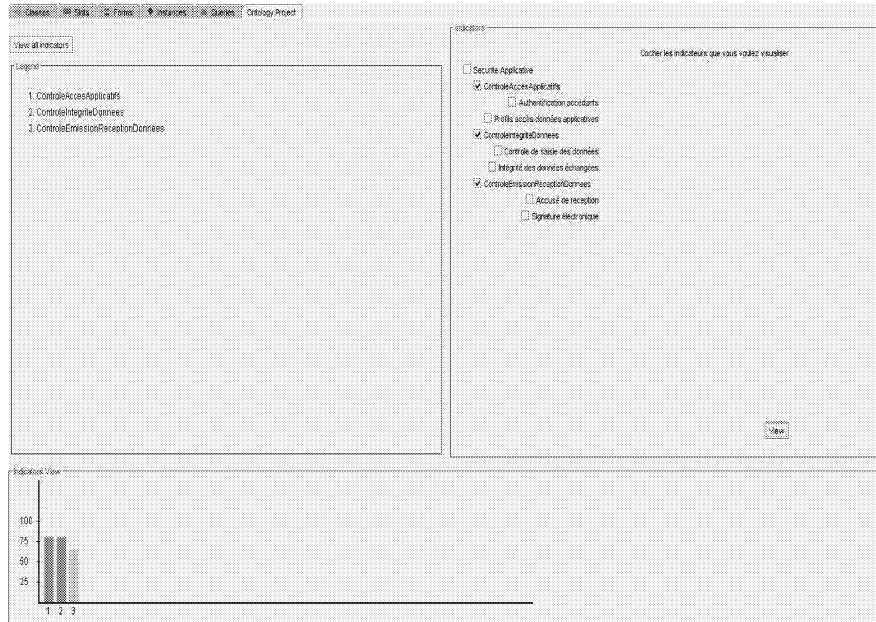 Classes Slots Forms Instances Queries Ontology Project
View all indicators
Legend
1. ControleAccesApplicatifs
2. ControleIntegriteDonnees
3. ControleEmissionReceptionDonnees
Indicators
Cocher les indicateurs que vous voulez visualiser
Securite Applicative
ControleAccesApplicatifs
Authentification accédants
Profils accès données applicatives
ControleIntegriteDonnees
Controle de saisie des données
Intégrité des données échangées
ControleEmissionReceptionDonnees
Accusé de reception
Signature électronique
View
Indicators View
100
75
50
25
1 2 3